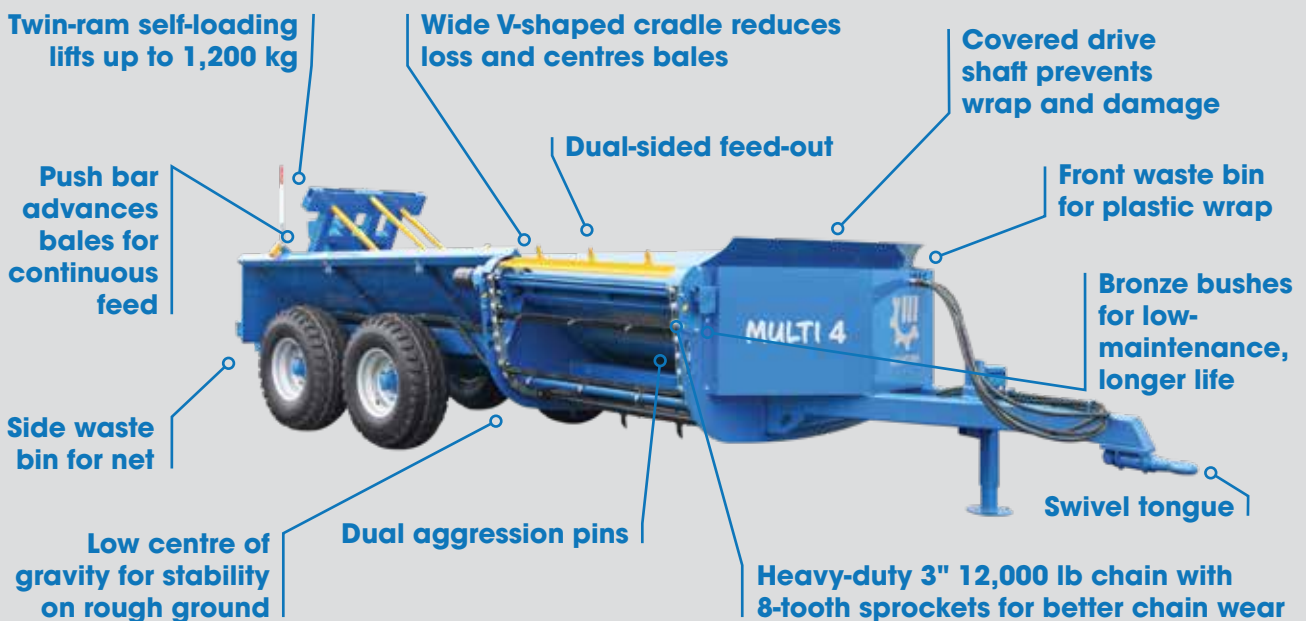 Twin-ram self-loading
lifts up to 1,200 kg
Wide V-shaped cradle reduces
loss and centres bales
Covered drive
shaft prevents
wrap and damage
Dual-sided feed-out
Push bar
advances
bales for
continuous
feed
Front waste bin
for plastic wrap
Bronze bushes
for low-
maintenance,
longer life
MULTI 4
Side waste
bin for net
Swivel tongue
Dual aggression pins
Low centre of
gravity for stability
on rough ground
Heavy-duty 3" 12,000 lb chain with
8-tooth sprockets for better chain wear